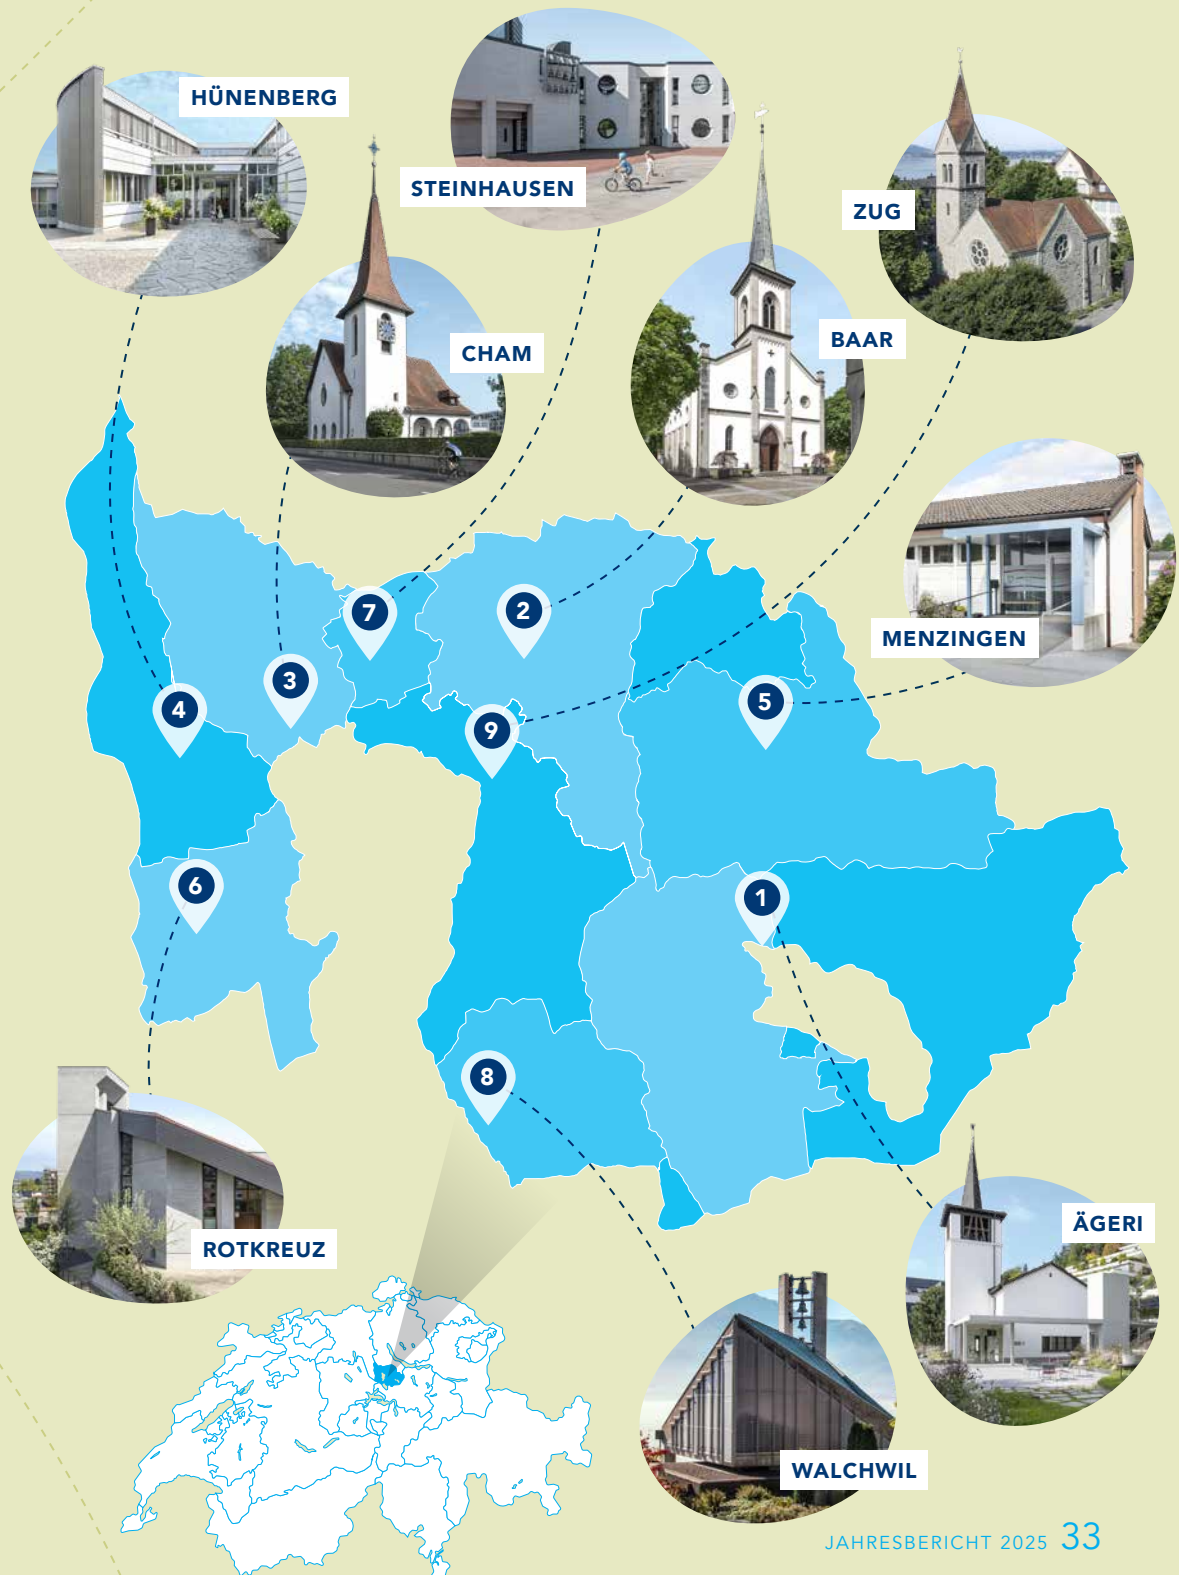 HÜNENBERG
STEINHAUSEN
ZUG
CHAM
BAAR
MENZINGEN
7
2
3
4
5
9
6
1
8
ROTKREUZ
ÄGERI
WALCHWIL
JAHRESBERICHT 2025 33